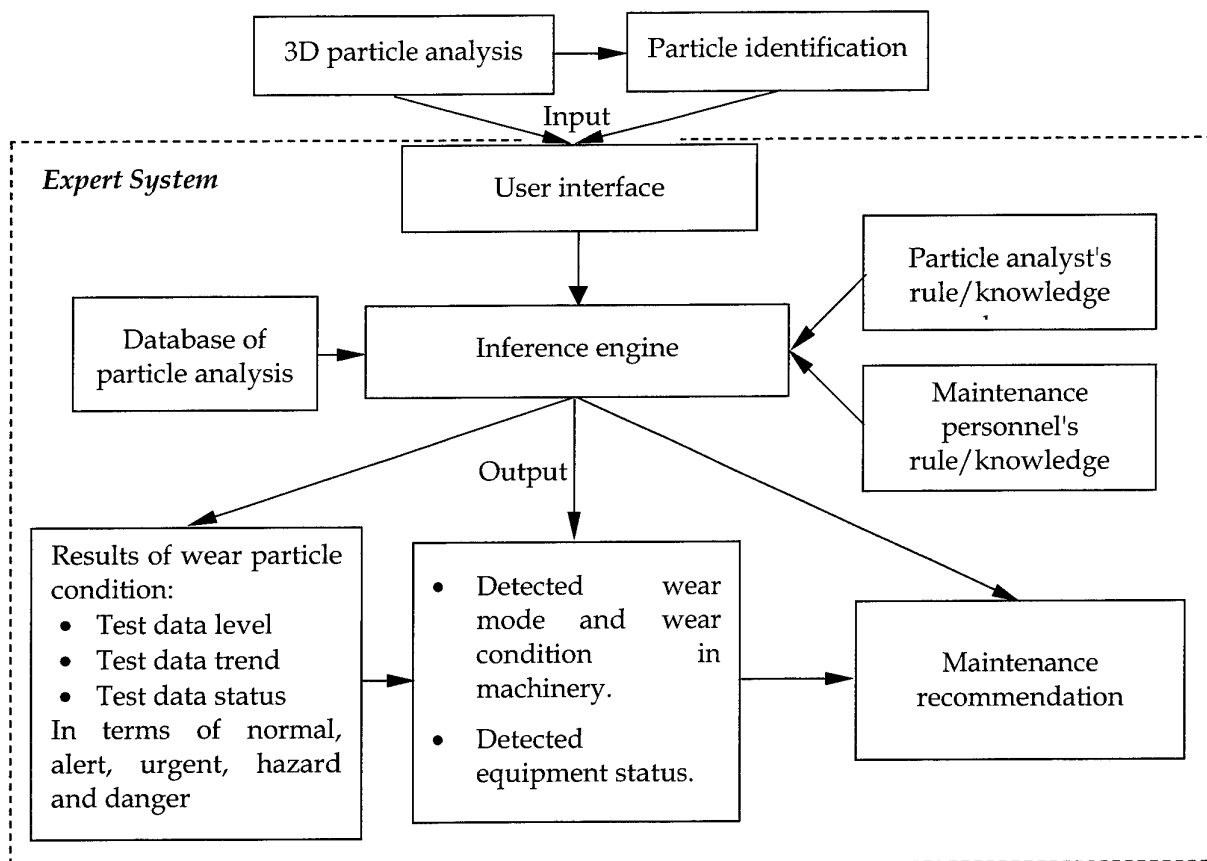 3D particle analysis
Particle identification
Input
Expert System
User interface
Particle analyst's
rule/knowledge
Database of
particle analysis
Inference engine
Maintenance
personnel's
rule/knowledge
Output
Results of wear particle
condition:
• Test data level
• Test data trend
• Test data status
In terms of normal,
alert, urgent, hazard
and danger
• Detected wear
mode and wear
condition in
machinery.
• Detected
equipment status.
Maintenance
recommendation